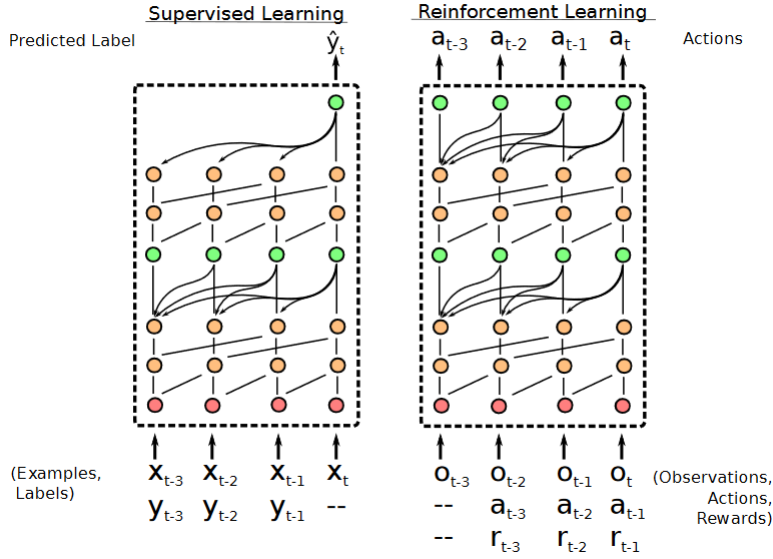 Supervised Learning Reinforcement Learning
Predicted Label ŷt at-3 at-2 at-1 at Actions
(Examples, xt-3 xt-2 xt-1 xt ot-3 ot-2 ot-1 ot (Observations,
Labels) yt-3 yt-2 yt-1 -- -- at-3 at-2 at-1 Actions,
-- rt-3 rt-2 rt-1 Rewards)